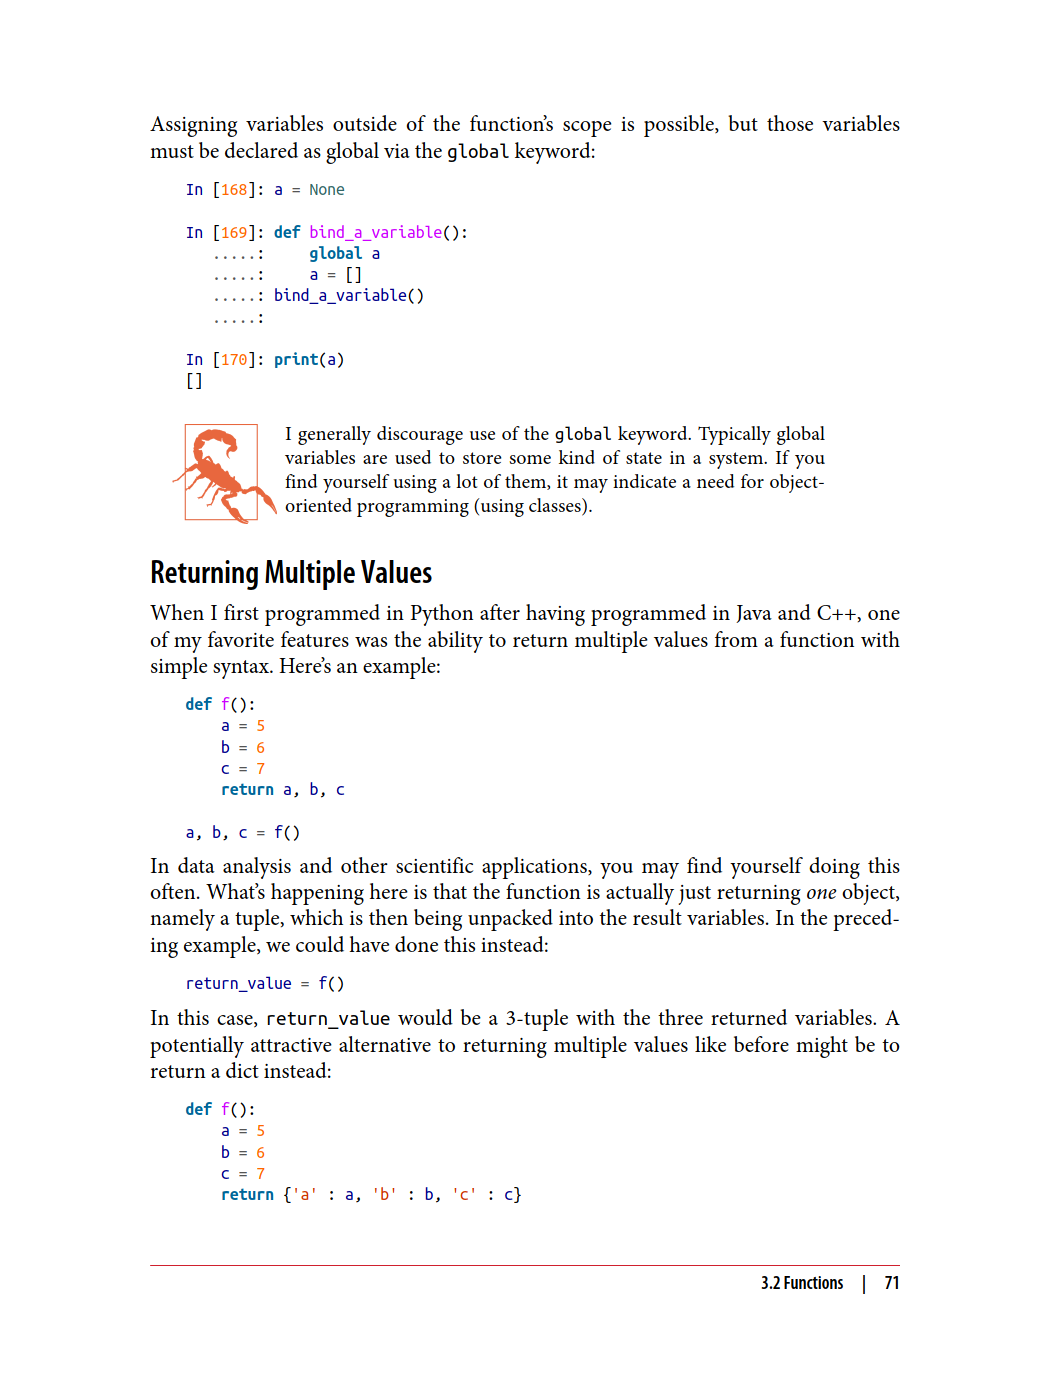 Assigning variables outside of the function’s scope is possible, but those variables
must be declared as global via the global keyword:
In [168]: a = None
In [169]: def bind_a_variable():
   .....:     global a
   .....:     a = []
   .....: bind_a_variable()
   .....:
In [170]: print(a)
[]
I generally discourage use of the global keyword. Typically global
variables are used to store some kind of state in a system. If you
find yourself using a lot of them, it may indicate a need for object-
oriented programming (using classes).
Returning Multiple Values
When I first programmed in Python after having programmed in Java and C++, one
of my favorite features was the ability to return multiple values from a function with
simple syntax. Here’s an example:
def f():
    a = 5
    b = 6
    c = 7
    return a, b, c
a, b, c = f()
In data analysis and other scientific applications, you may find yourself doing this
often. What’s happening here is that the function is actually just returning one object,
namely a tuple, which is then being unpacked into the result variables. In the preced-
ing example, we could have done this instead:
return_value = f()
In this case, return_value would be a 3-tuple with the three returned variables. A
potentially attractive alternative to returning multiple values like before might be to
return a dict instead:
def f():
    a = 5
    b = 6
    c = 7
    return {'a' : a, 'b' : b, 'c' : c}
3.2 Functions | 71